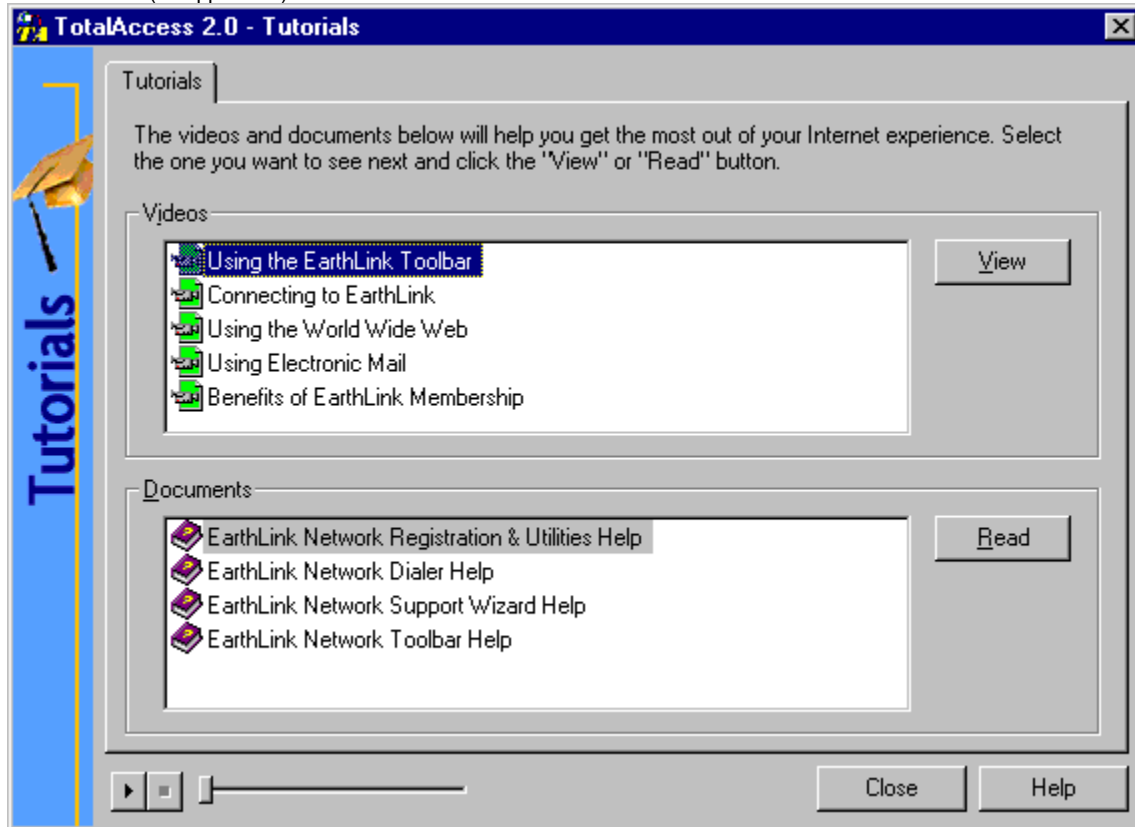 TotalAccess 2.0 - Tutorials
Tutorials
The videos and documents below will help you get the most out of your Internet experience. Select
the one you want to see next and click the "View" or "Read" button.
Videos
Using the EarthLink Toolbar
View
Connecting to EarthLink
Using the World Wide Web
Using Electronic Mail
Benefits of EarthLink Membership
Tutorials
Documents
EarthLink Network Registration & Utilities Help
Read
EarthLink Network Dialer Help
EarthLink Network Support Wizard Help
EarthLink Network Toolbar Help
Close
Help